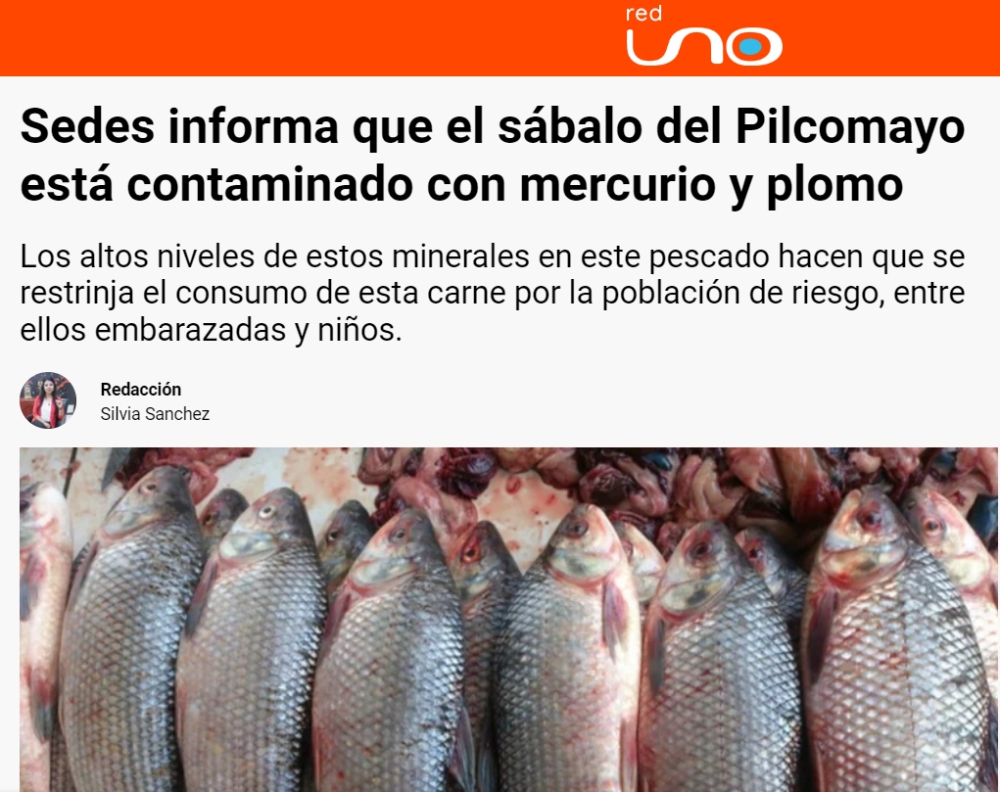 red
uno
Sedes informa que el sábalo del Pilcomayo
está contaminado con mercurio y plomo
Los altos niveles de estos minerales en este pescado hacen que se
restrinja el consumo de esta carne por la población de riesgo, entre
ellos embarazadas y niños.
Redacción
Silvia Sanchez